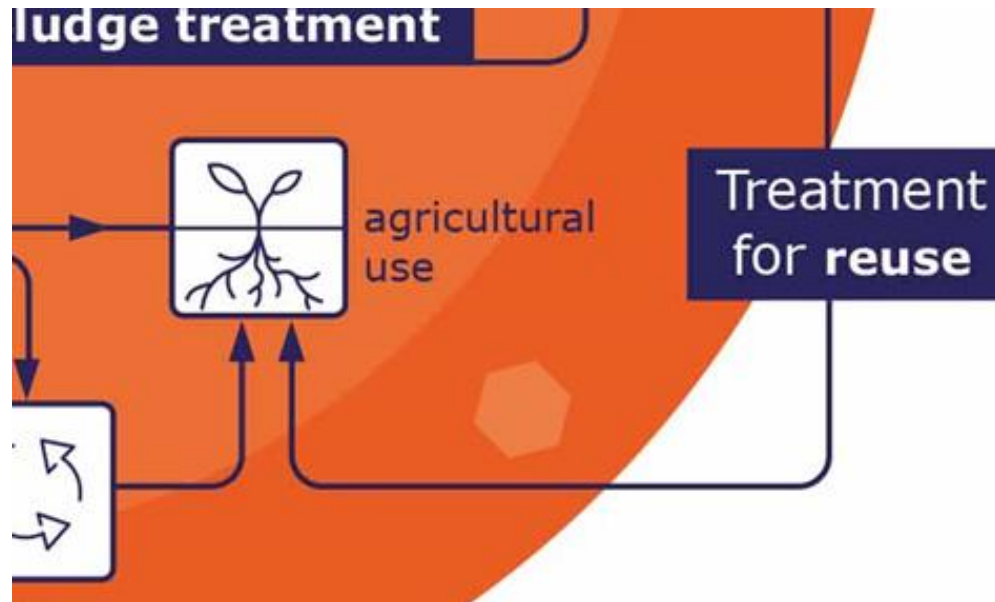 ludge treatment
agricultural
use
Treatment
for reuse